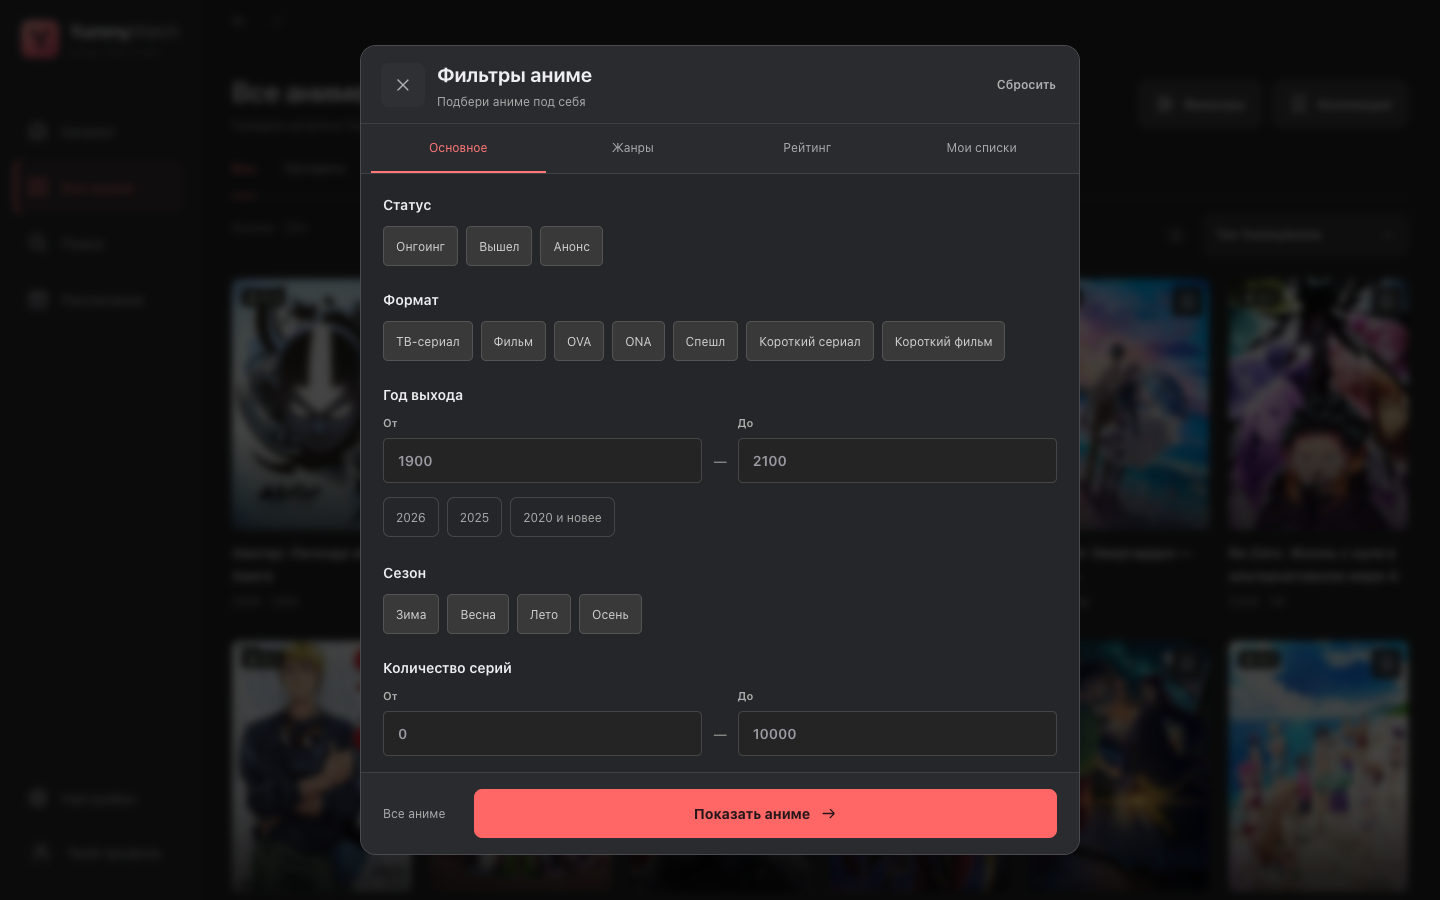 Фильтры аниме
Подбери аниме под себя
Сбросить
Основное
Жанры
Рейтинг
Мои списки
Статус
Онгоинг
Вышел
Анонс
Формат
ТВ-сериал
Фильм
OVA
ONA
Спешл
Короткий сериал
Короткий фильм
Год выхода
От
До
1900
—
2100
2026
2025
2020 и новее
Сезон
Зима
Весна
Лето
Осень
Количество серий
От
До
0
—
10000
Все аниме
Показать аниме →